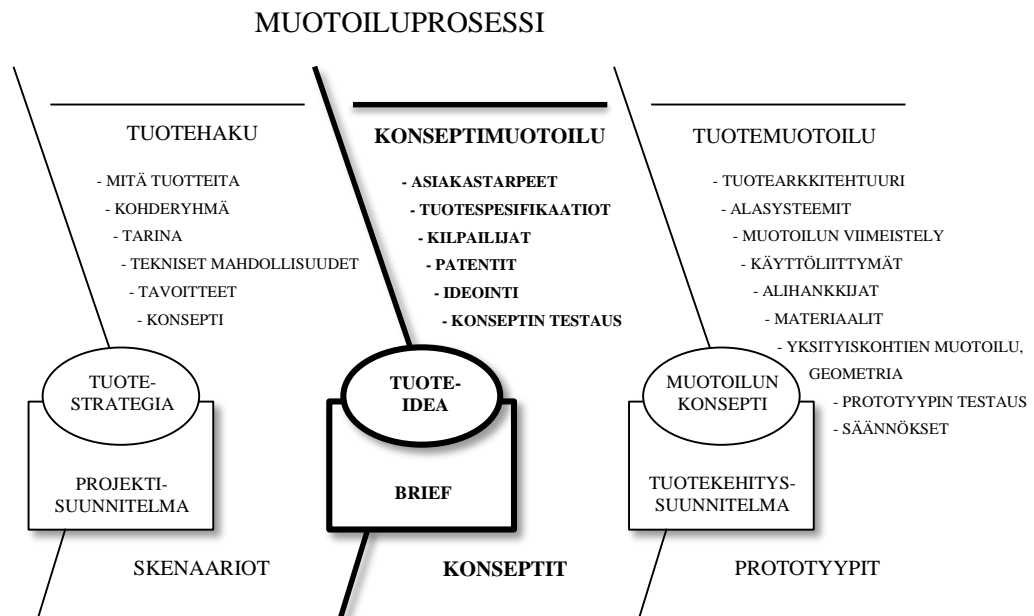 MUOTOILUPROSESSI
TUOTEHAKU
- MITÄ TUOTTEITA
- KOHDERYHMÄ
- TARINA
- TEKNISET MAHDOLLISUUDET
- TAVOITTEET
- KONSEPTI
TUOTE-
STRATEGIA
PROJEKTI-
SUUNNITELMA
SKENAARIOT
KONSEPTIMUOTOILU
- ASIAKASTARPEET
- TUOTESPESIFIKAATIOT
- KILPAILIJAT
- PATENTIT
- IDEOINTI
- KONSEPTIN TESTAUS
TUOTE-
IDEA
BRIEF
KONSEPTIT
TUOTEMUOTOILU
- TUOTEARKKITEHTUURI
- ALASYSTEEMIT
- MUOTOILUN VIIMEISTELY
- KÄYTTÖLIITTYMÄT
- ALIHANKKIJAT
- MATERIAALIT
- YKSITYISKOHTIEN MUOTOILU,
GEOMETRIA
- PROTOTYYPIN TESTAUS
- SÄÄNNÖKSET
MUOTOILUN
KONSEPTI
TUOTEKEHITYS-
SUUNNITELMA
PROTOTYYPIT